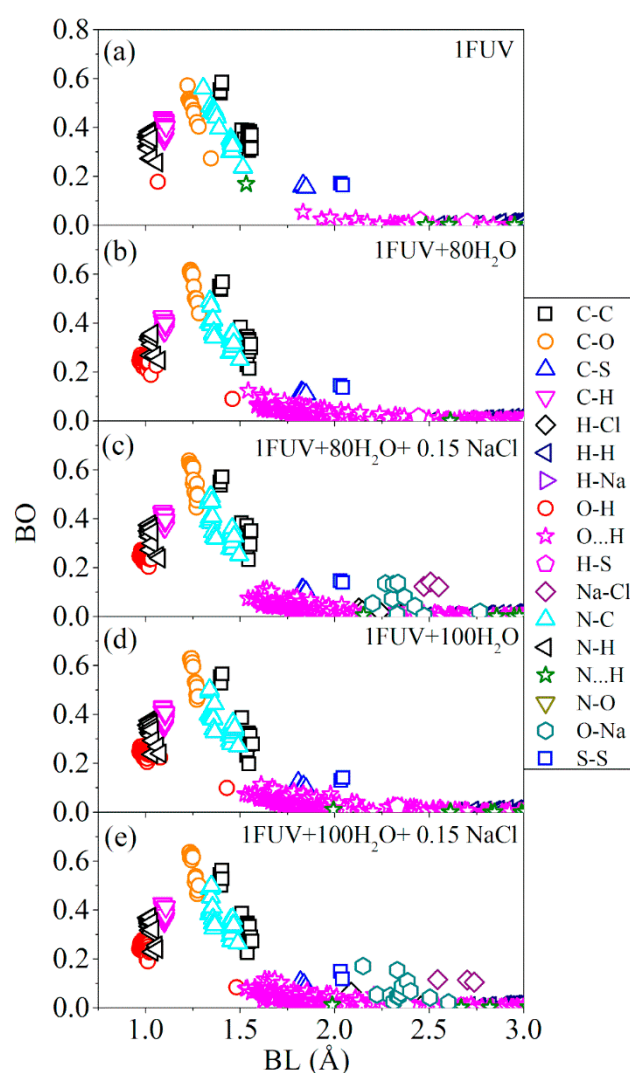 (a)
1FUV
0.8
0.6
0.4
0.2
0.0
(b)
1FUV+80H₂O
0.6
0.4
0.2
0.0
(c)
1FUV+80H₂O+ 0.15 NaCl
0.6
0.4
0.2
0.0
(d)
1FUV+100H₂O
0.6
0.4
0.2
0.0
(e)
1FUV+100H₂O+ 0.15 NaCl
0.6
0.4
0.2
0.0
BO
1.0 1.5 2.0 2.5 3.0
BL (Å)
C-C
C-O
C-S
C-H
H-Cl
H-H
H-Na
O-H
O...H
H-S
Na-Cl
N-C
N-H
N...H
N-O
O-Na
S-S